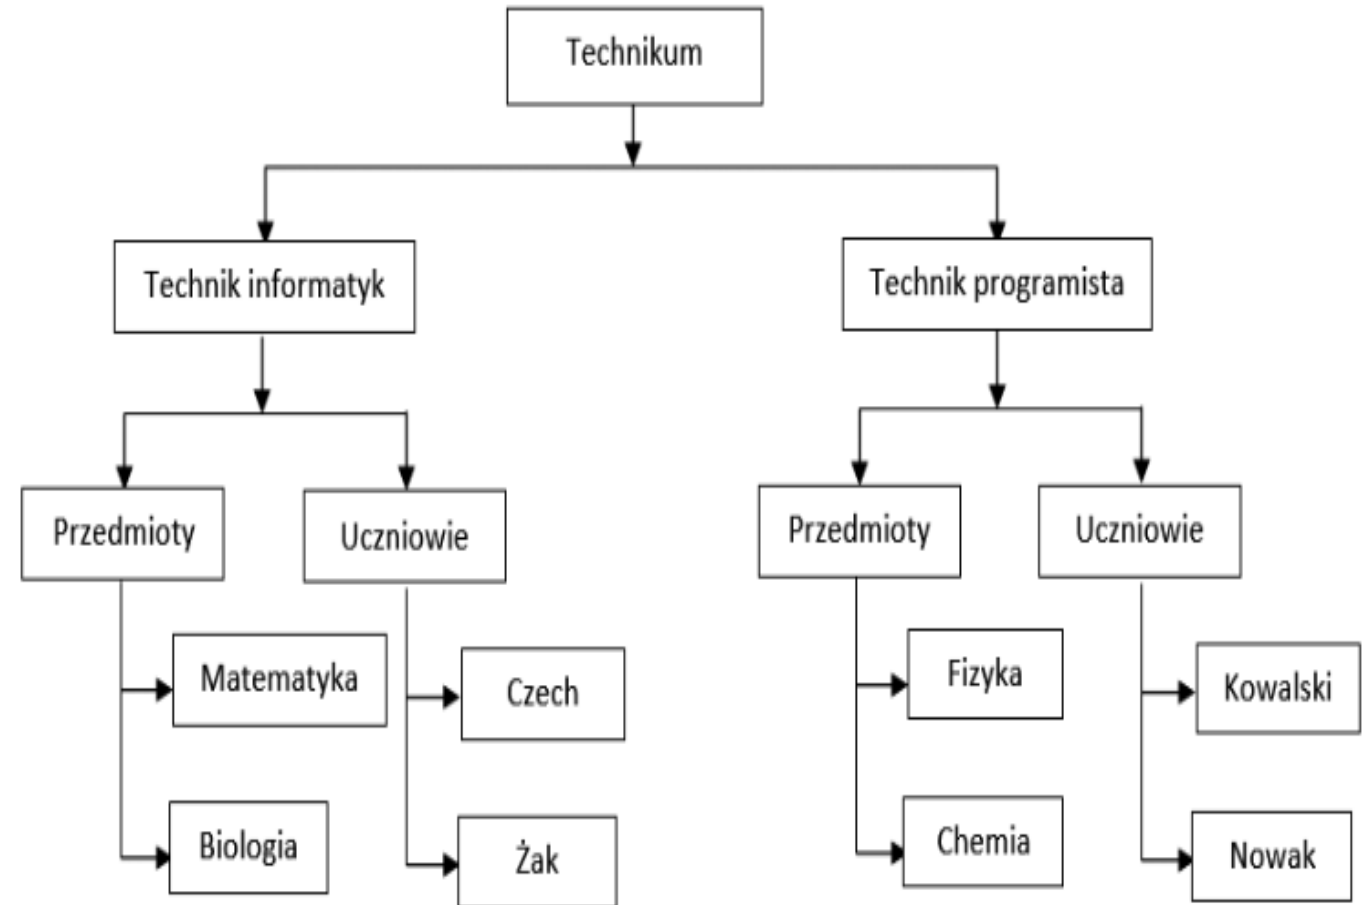 Technikum
Technik informatyk
Technik programista
Przedmioty
Uczniowie
Przedmioty
Uczniowie
Matematyka
Czech
Fizyka
Kowalski
Biologia
Żak
Chemia
Nowak